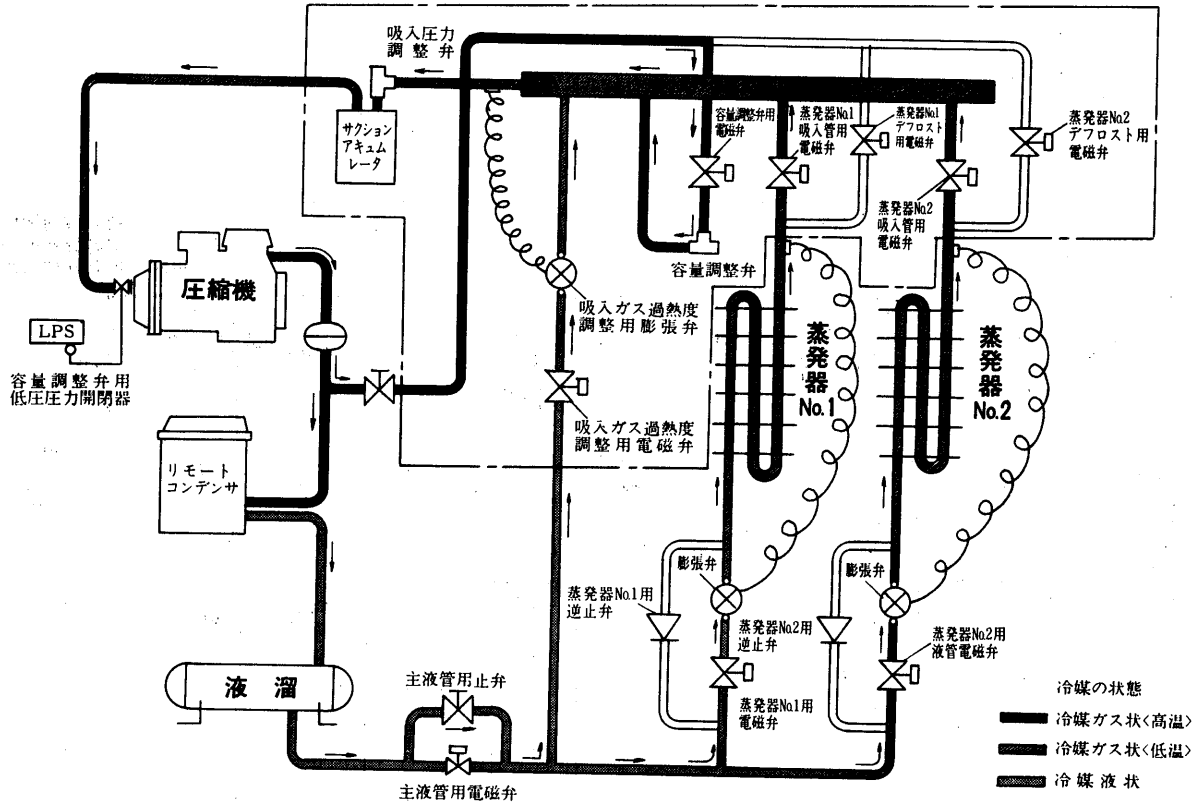 吸入圧力
調整弁
サクション
アキュム
レータ
容量調整弁用
電磁弁
蒸発器No.1
吸入管用
電磁弁
蒸発器No.1
デフロスト
用電磁弁
蒸発器No.2
デフロスト用
電磁弁
蒸発器No.2
吸入管用
電磁弁
容量調整弁
圧縮機
LPS
容量調整弁用
低圧圧力開閉器
吸入ガス過熱度
調整用膨張弁
吸入ガス過熱度
調整用電磁弁
蒸発器
No.1
蒸発器
No.2
リモート
コンデンサ
膨張弁
膨張弁
蒸発器No.1用
逆止弁
蒸発器No.2用
逆止弁
蒸発器No.2用
液管電磁弁
蒸発器No.1用
電磁弁
液溜
主液管用止弁
主液管用電磁弁
冷媒の状態
冷媒ガス状<高温>
冷媒ガス状<低温>
冷媒液状